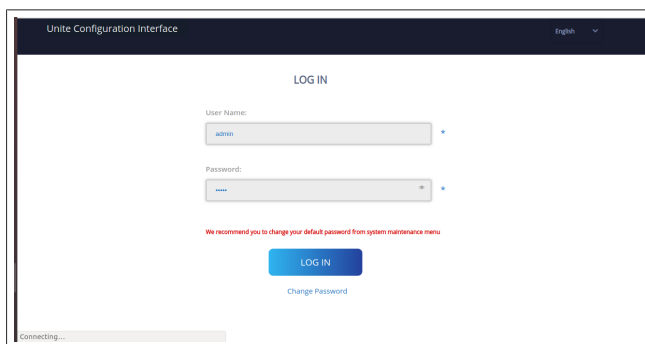 Unite Configuration Interface
English
LOG IN
User Name:
admin
*
Password:
•••••
*
We recommend you to change your default password from system maintenance menu
LOG IN
Change Password
Connecting...